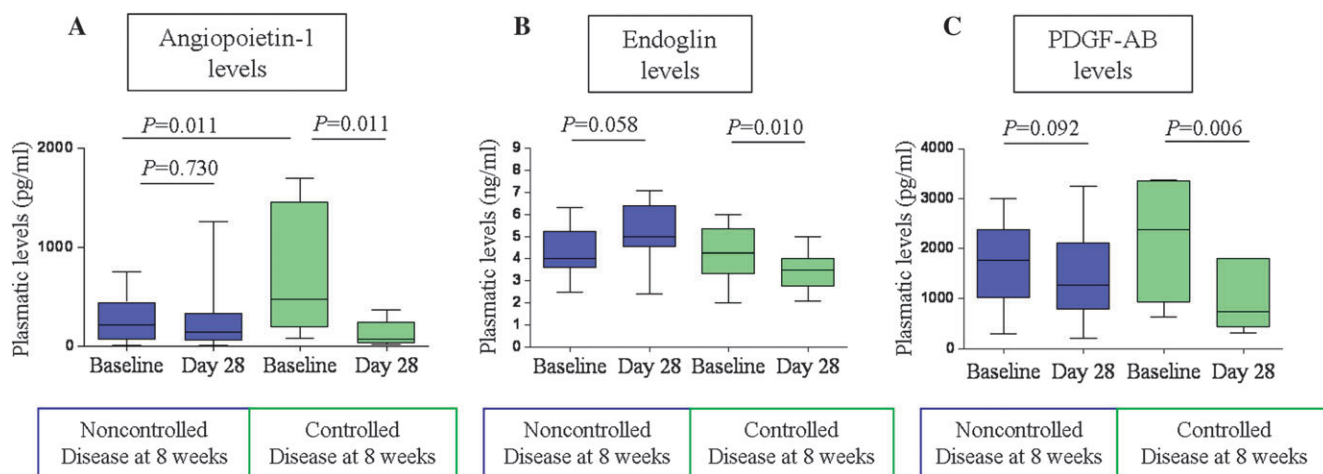 A
Angiopoietin-1
levels
P=0.011
P=0.011
P=0.730
Plasmatic levels (pg/ml)
2000
1000
0
Baseline Day 28 Baseline Day 28
Noncontrolled
Disease at 8 weeks
Controlled
Disease at 8 weeks
B
Endoglin
levels
P=0.058
P=0.010
Plasmatic levels (ng/ml)
9
8
7
6
5
4
3
2
1
0
Baseline Day 28 Baseline Day 28
Noncontrolled
Disease at 8 weeks
Controlled
Disease at 8 weeks
C
PDGF-AB
levels
P=0.092
P=0.006
Plasmatic levels (pg/ml)
4000
3000
2000
1000
0
Baseline Day 28 Baseline Day 28
Noncontrolled
Disease at 8 weeks
Controlled
Disease at 8 weeks